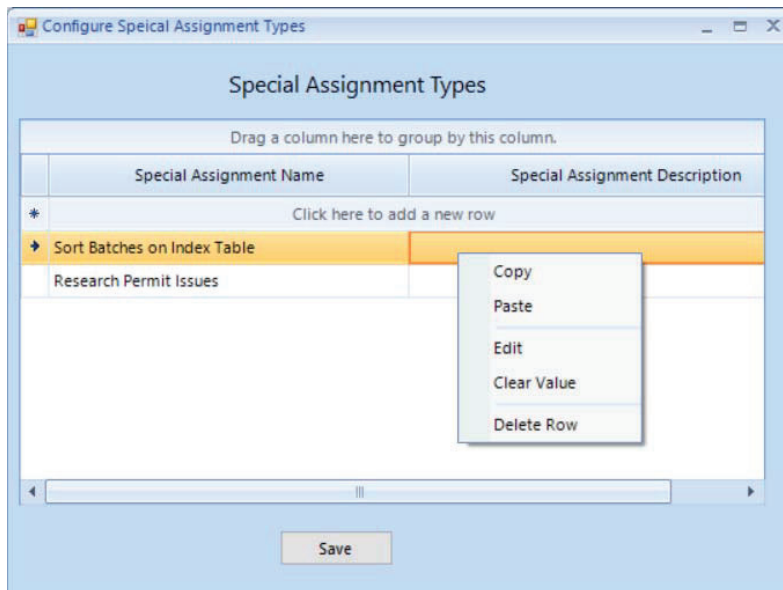 Configure Speical Assignment Types
Special Assignment Types
Drag a column here to group by this column.
Special Assignment Name Special Assignment Description
Click here to add a new row
Sort Batches on Index Table
Research Permit Issues
Copy
Paste
Edit
Clear Value
Delete Row
Save